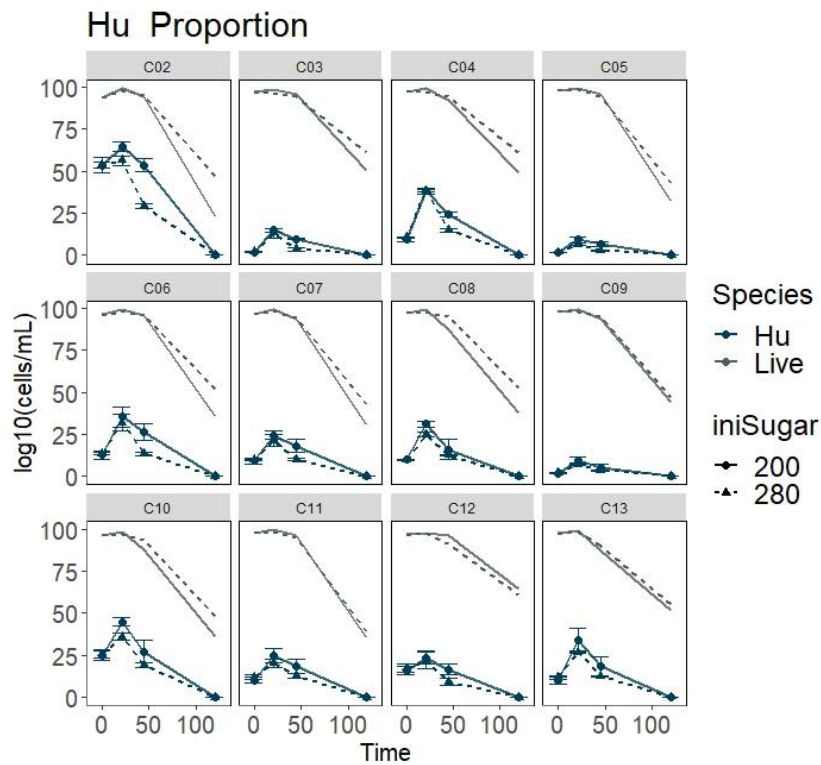 Hu Proportion
C02 C03 C04 C05
100
75
50
25
0
C06 C07 C08 C09
100
75
50
25
0
C10 C11 C12 C13
100
75
50
25
0
0 50 100 0 50 100 0 50 100 0 50 100
Time
log10(cells/mL)
Species
Hu
Live
iniSugar
200
280